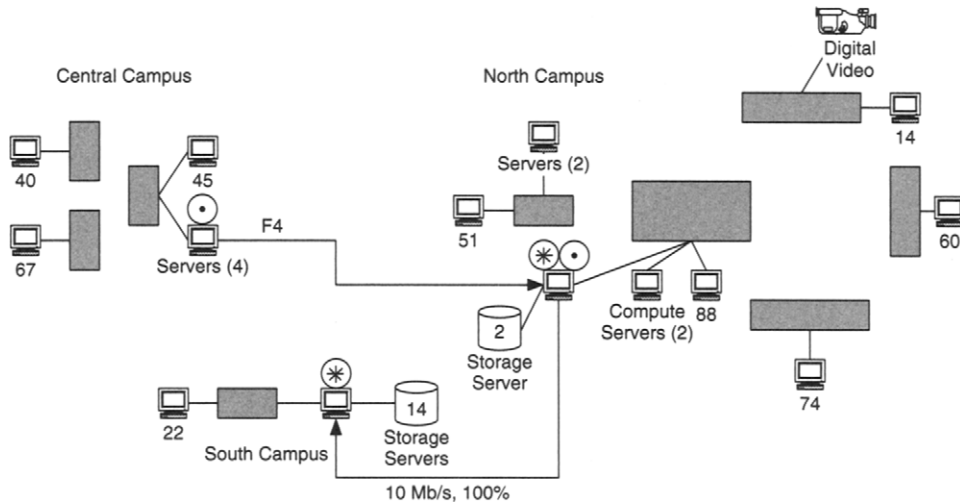 Digital
Video
Central Campus
North Campus
14
40
45
Servers (2)
51
60
67
F4
Servers (4)
Compute
Servers (2)
88
2
Storage
Server
74
22
14
Storage
Servers
South Campus
10 Mb/s, 100%